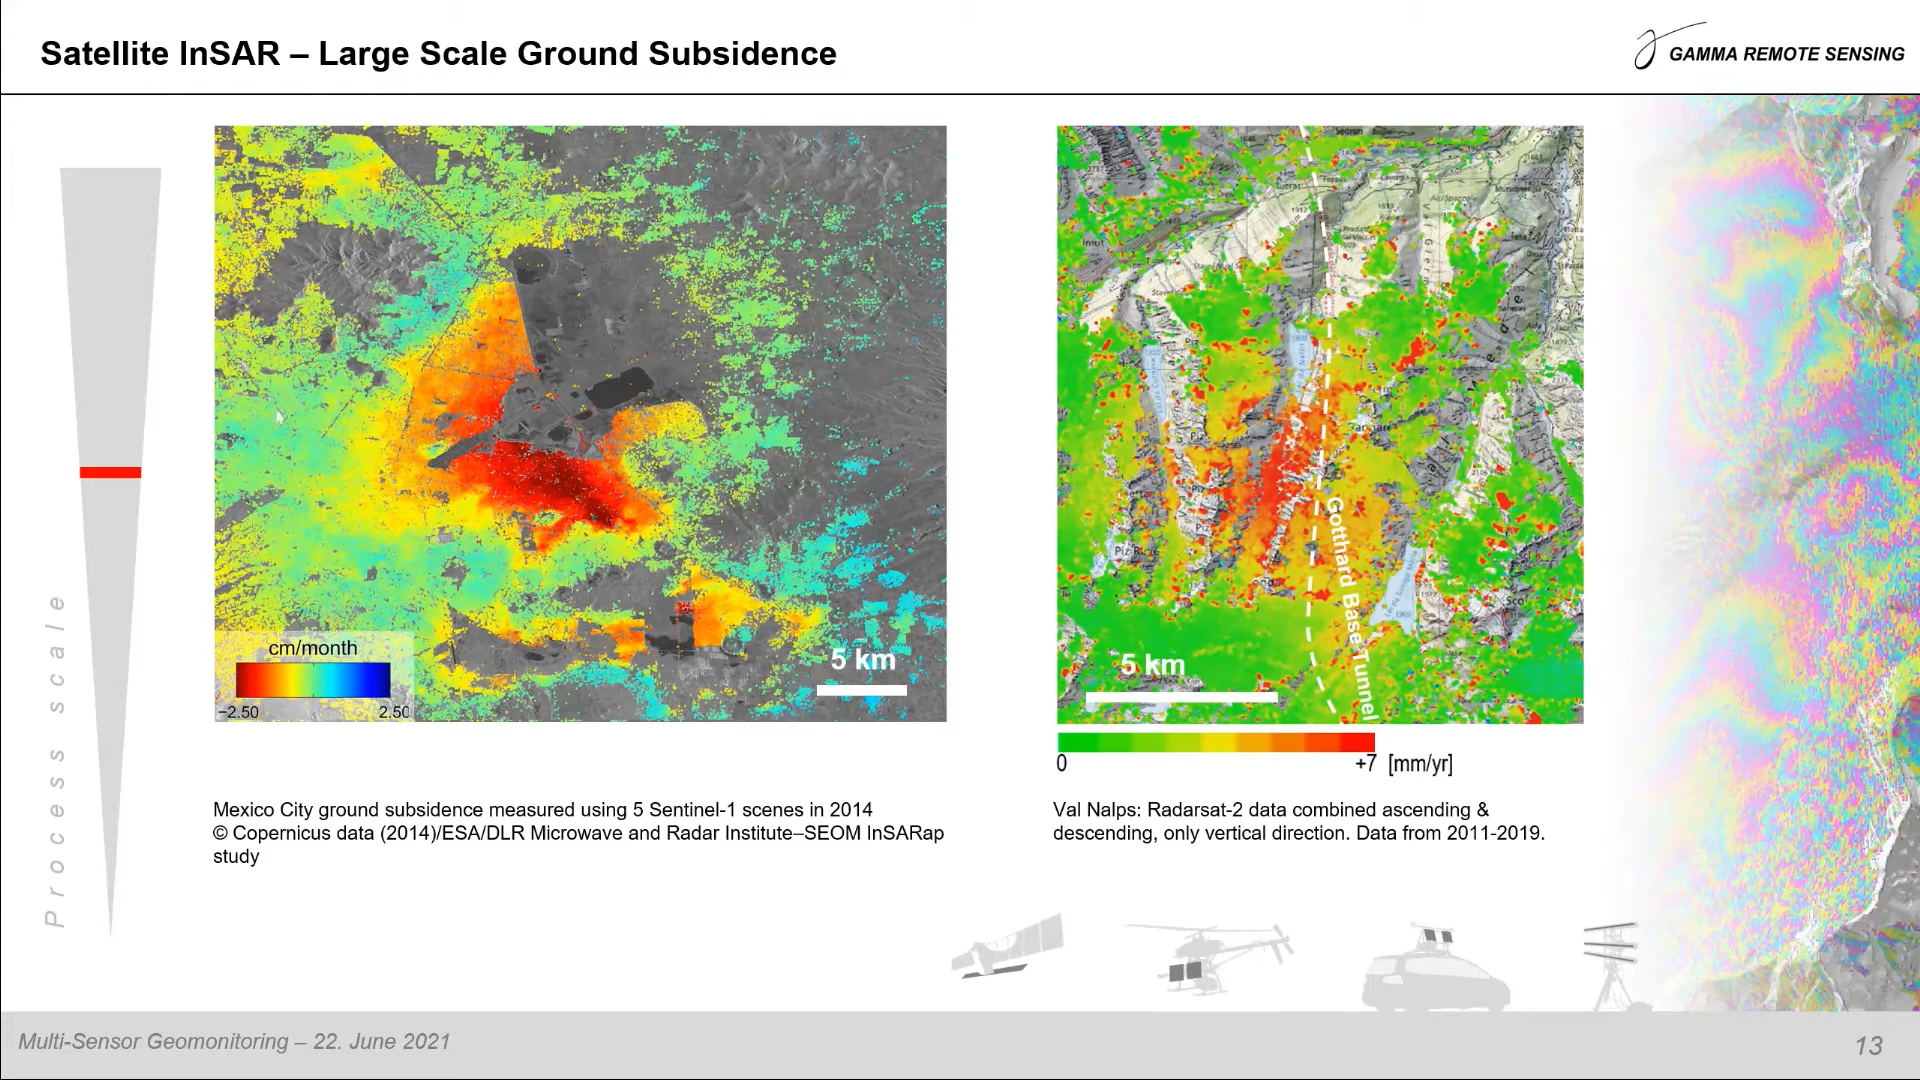 Satellite InSAR – Large Scale Ground Subsidence
GAMMA REMOTE SENSING
Process scale
cm/month
−2.50 2.50
5 km
Sedrun
Gotthard Base Tunnel
5 km
0 +7 [mm/yr]
Mexico City ground subsidence measured using 5 Sentinel-1 scenes in 2014
© Copernicus data (2014)/ESA/DLR Microwave and Radar Institute–SEOM InSARap
study
Val Nalps: Radarsat-2 data combined ascending &
descending, only vertical direction. Data from 2011-2019.
Multi-Sensor Geomonitoring – 22. June 2021
13